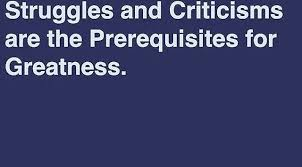 Struggles and Criticisms
are the Prerequisites for
Greatness.